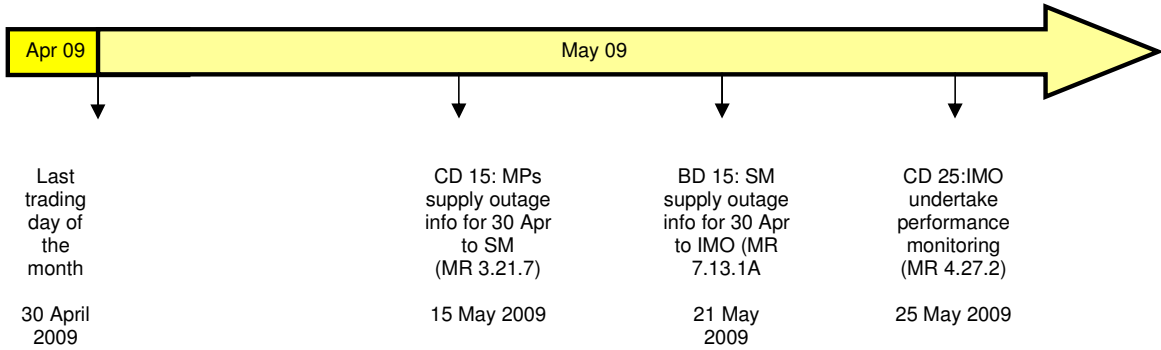 Apr 09
May 09
Last
trading
day of
the
month
30 April
2009
CD 15: MPs
supply outage
info for 30 Apr
to SM
(MR 3.21.7)
15 May 2009
BD 15: SM
supply outage
info for 30 Apr
to IMO (MR
7.13.1A
21 May
2009
CD 25:IMO
undertake
performance
monitoring
(MR 4.27.2)
25 May 2009